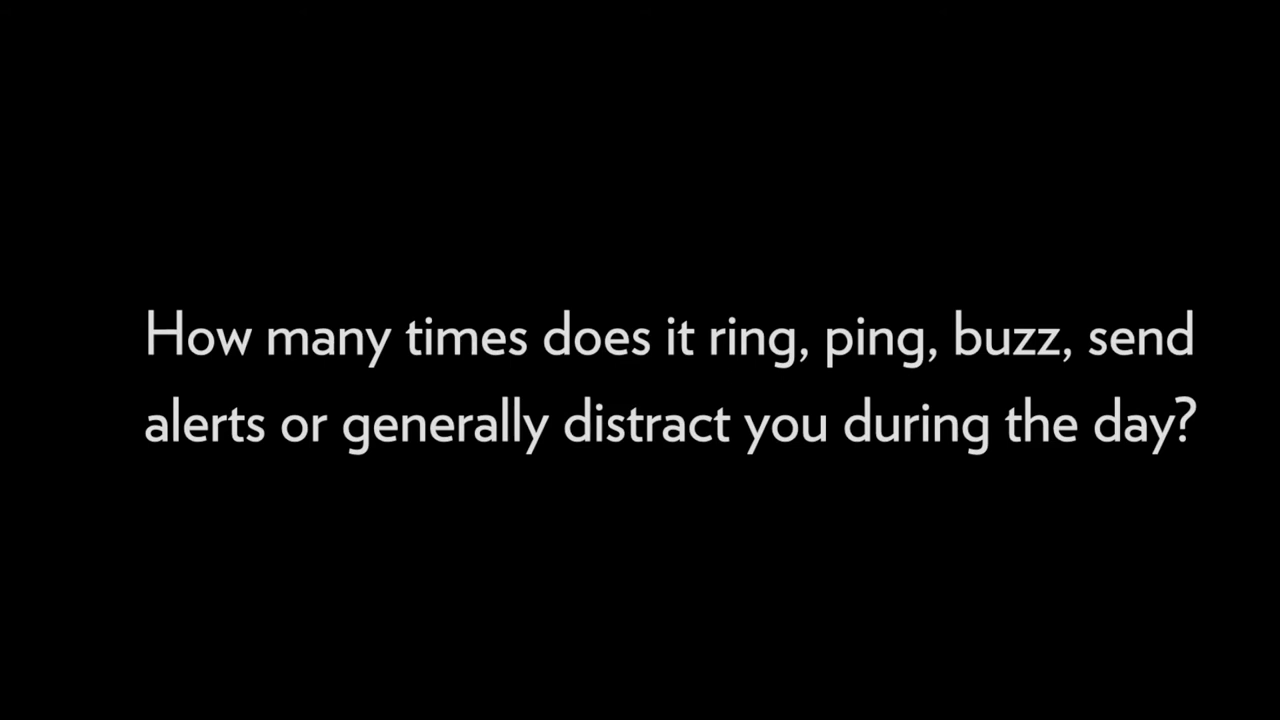 How many times does it ring, ping, buzz, send
alerts or generally distract you during the day?